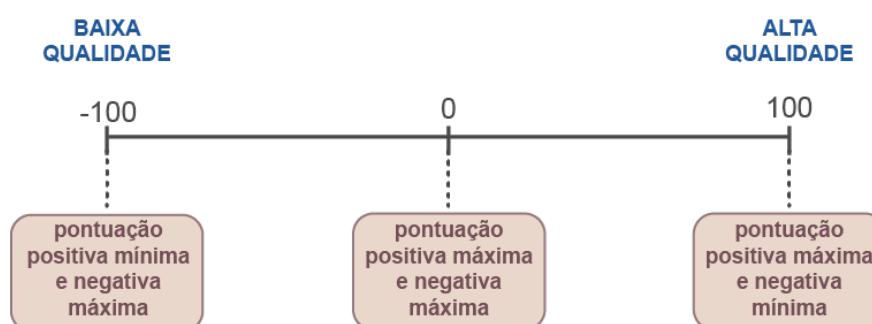 BAIXA
QUALIDADE
ALTA
QUALIDADE
-100
0
100
pontuação
positiva mínima
e negativa
máxima
pontuação
positiva máxima
e negativa
máxima
pontuação
positiva máxima
e negativa
mínima